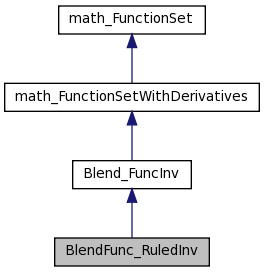 math_FunctionSet
math_FunctionSetWithDerivatives
Blend_FuncInv
BlendFunc_RuledInv